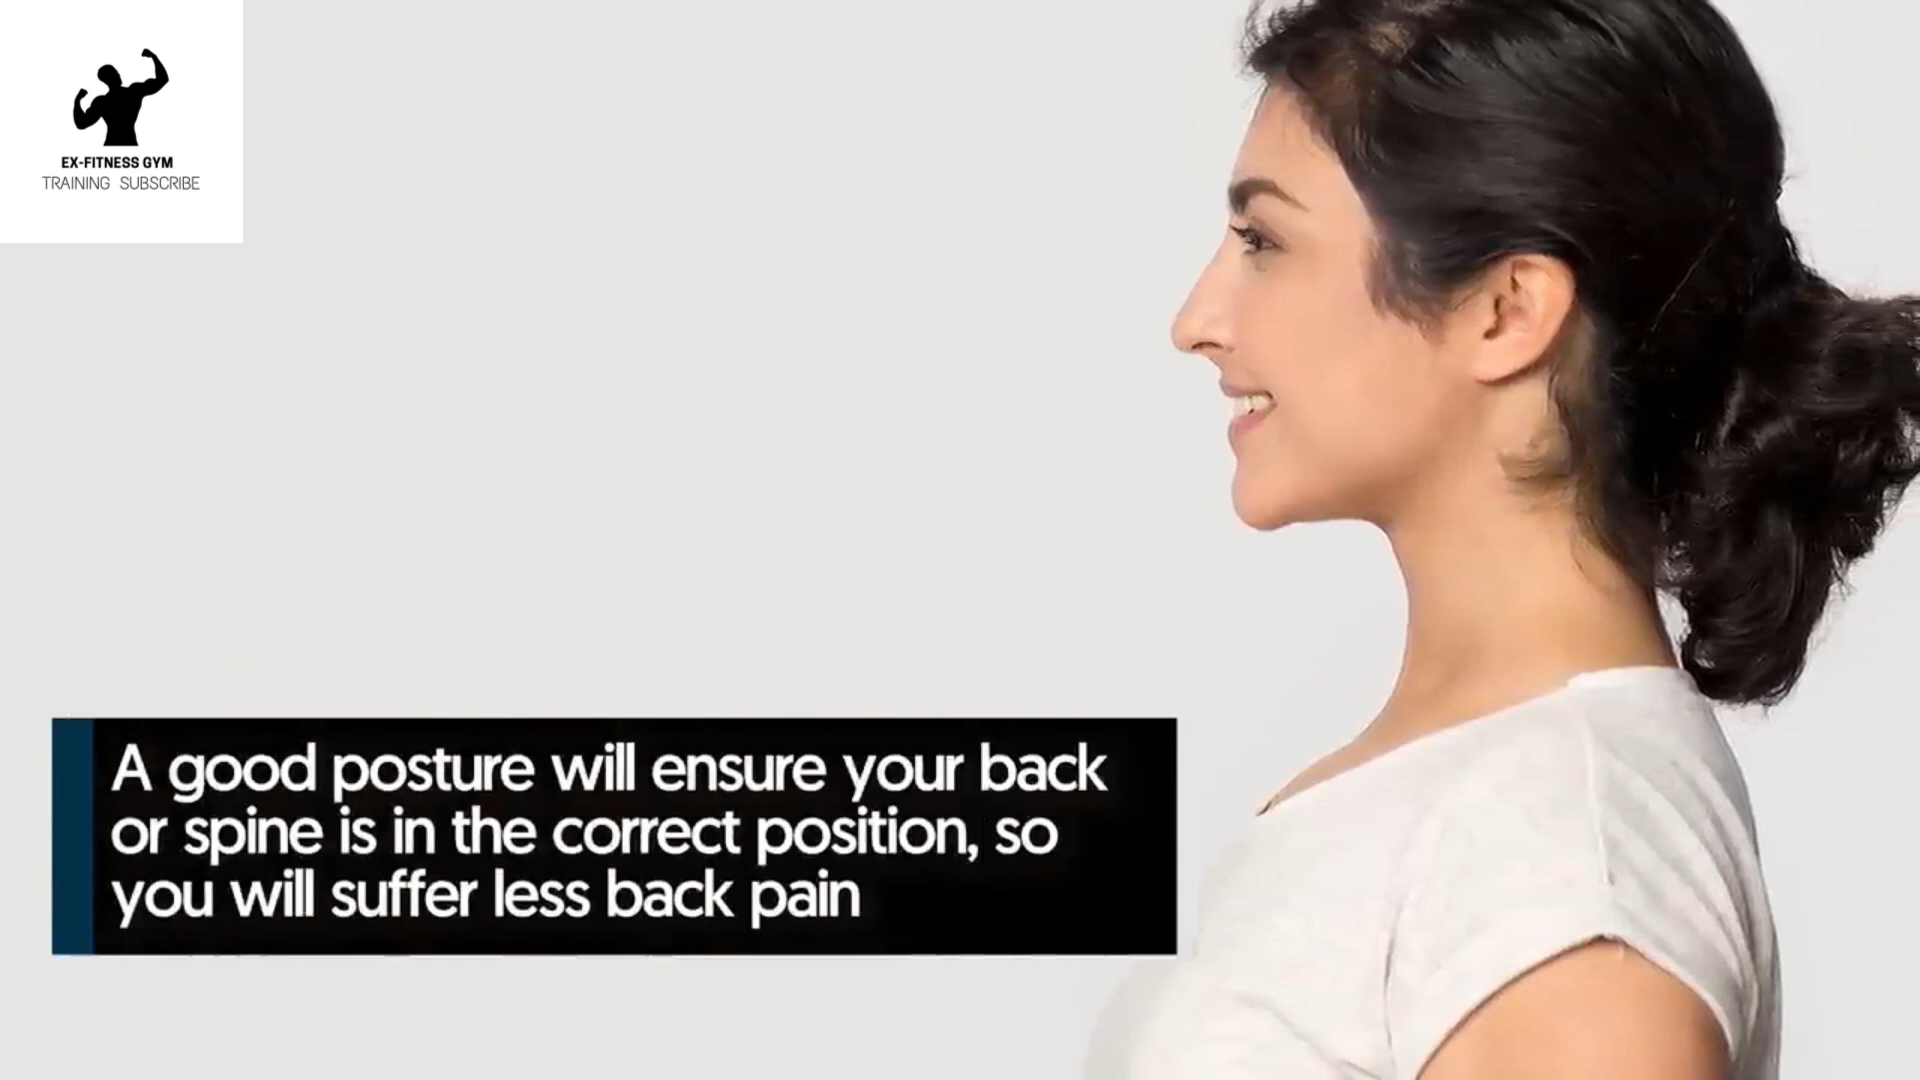 EX-FITNESS GYM
TRAINING SUBSCRIBE
A good posture will ensure your back
or spine is in the correct position, so
you will suffer less back pain